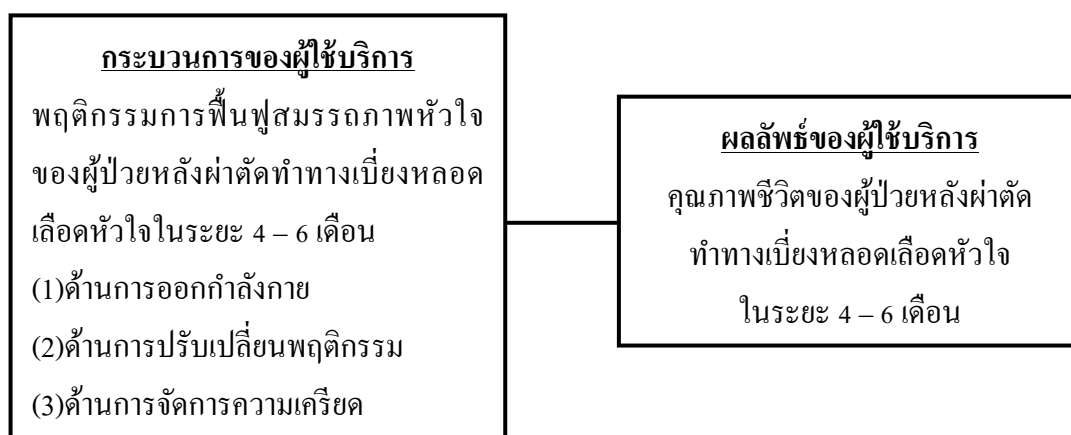 กระบวนการของผู้ใช้บริการ
พฤติกรรมการฟื้นฟูสมรรถภาพหัวใจ
ของผู้ป่วยหลังผ่าตัดทำทางเบี่ยงหลอด
เลือดหัวใจในระยะ 4 – 6 เดือน
(1)ด้านการออกกำลังกาย
(2)ด้านการปรับเปลี่ยนพฤติกรรม
(3)ด้านการจัดการความเครียด
ผลลัพธ์ของผู้ใช้บริการ
คุณภาพชีวิตของผู้ป่วยหลังผ่าตัด
ทำทางเบี่ยงหลอดเลือดหัวใจ
ในระยะ 4 – 6 เดือน